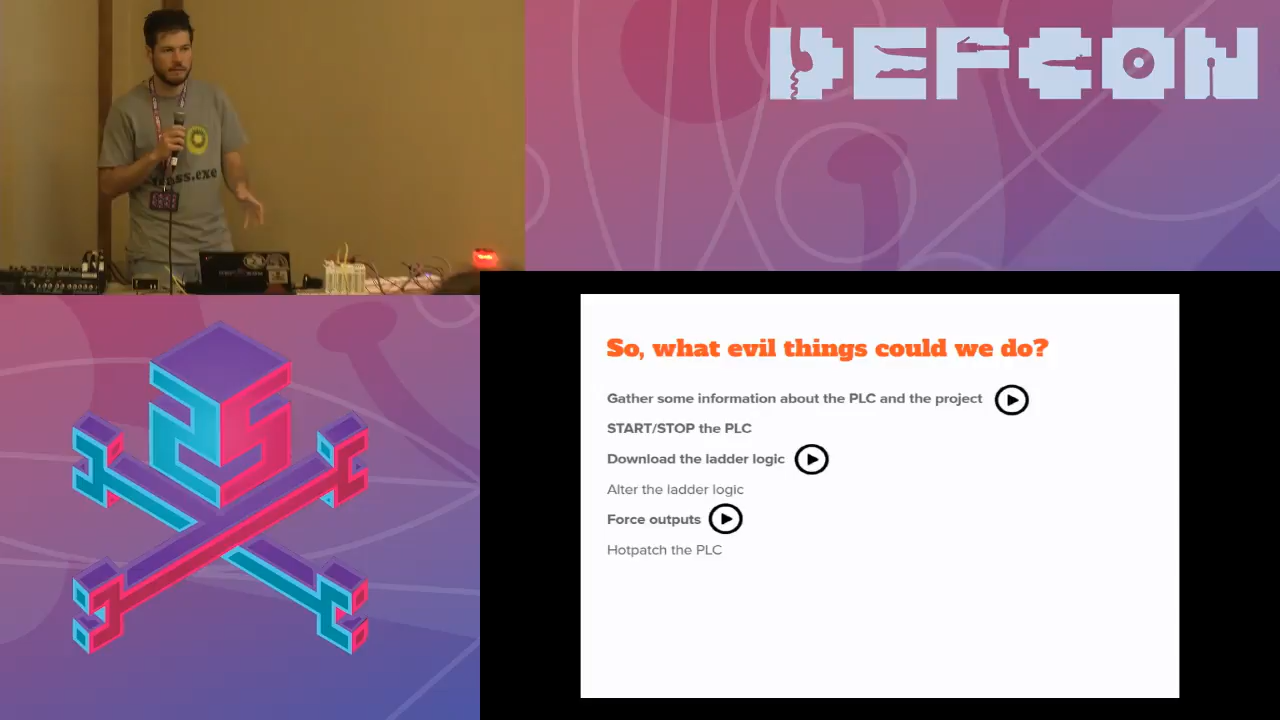 DEFCON
So, what evil things could we do?
Gather some information about the PLC and the project
START/STOP the PLC
Download the ladder logic
Alter the ladder logic
Force outputs
Hotpatch the PLC
25